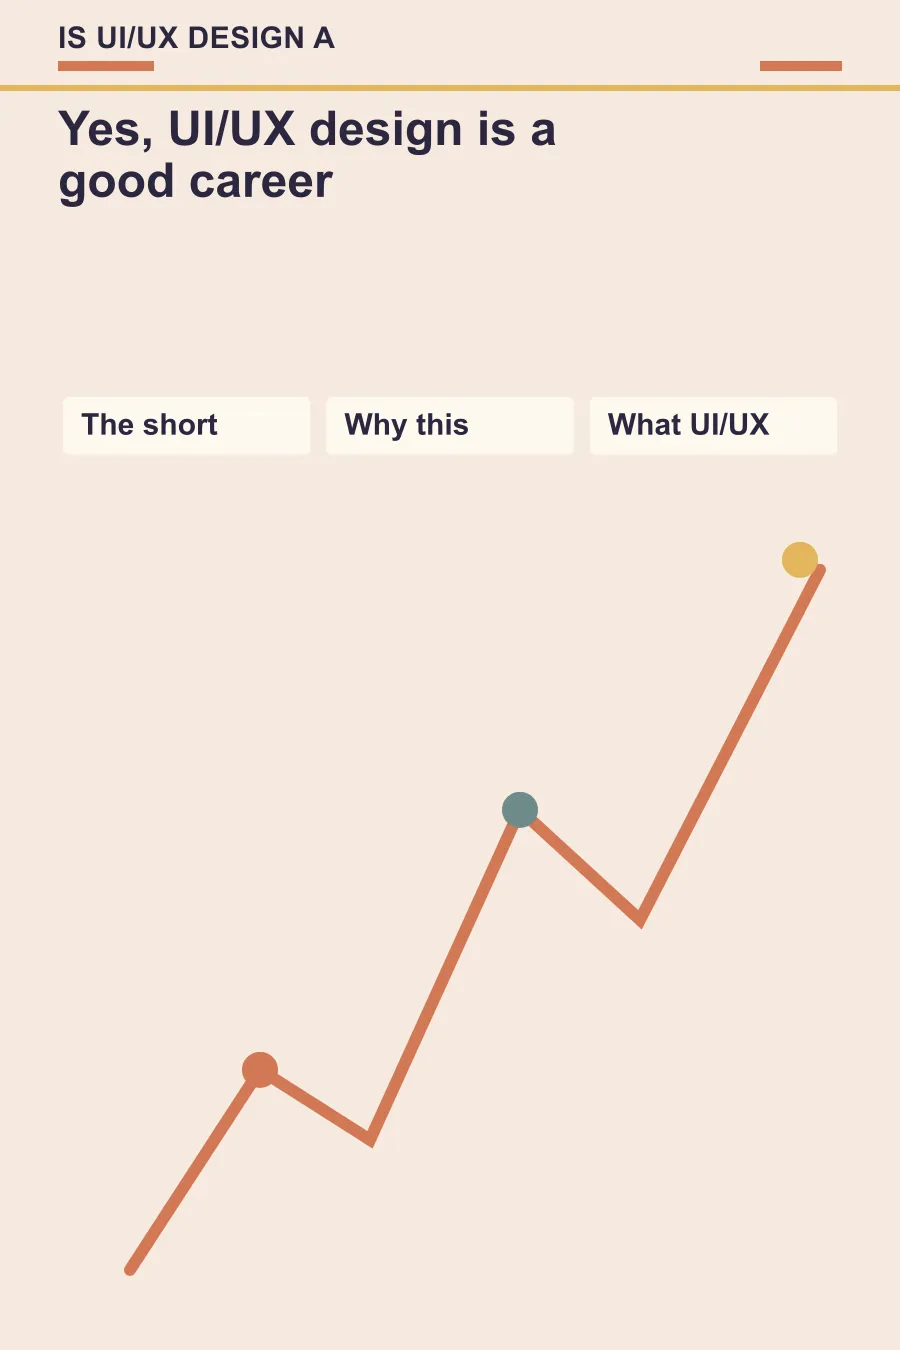 IS UI/UX DESIGN A
Yes, UI/UX design is a
good career
The short
Why this
What UI/UX